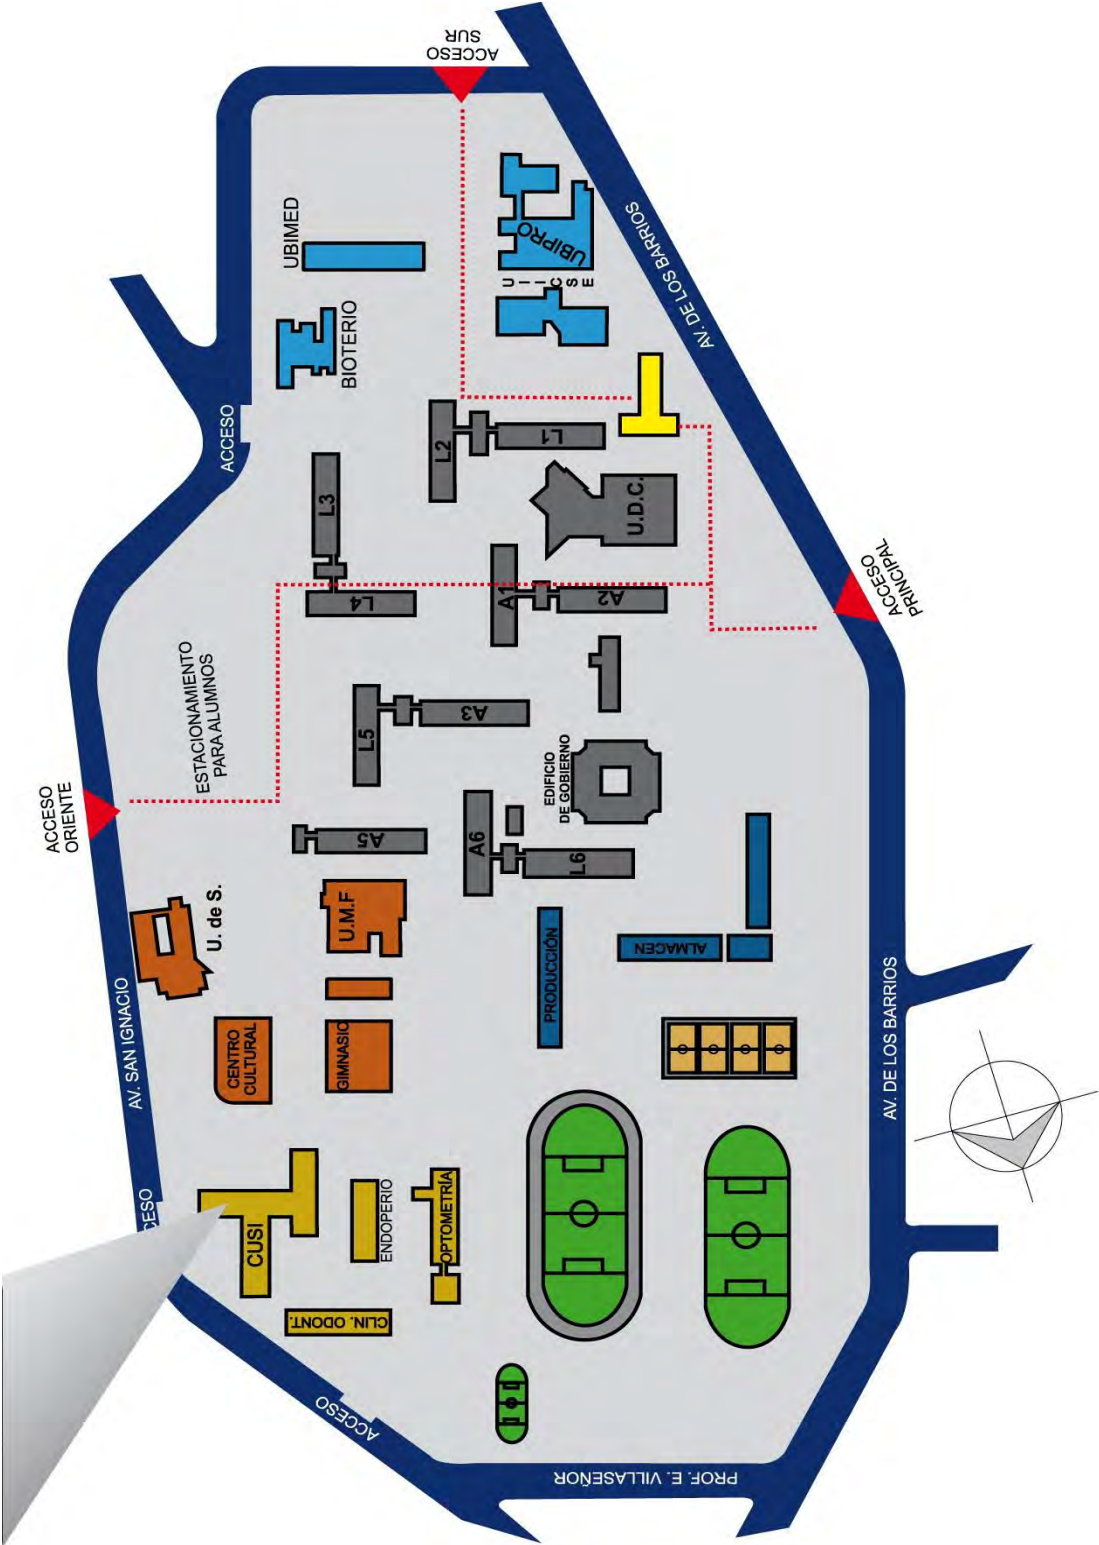 ACCESO
SUR
AV. DE LOS BARRIOS
UBIPRO
UBIMED
U I I C S E
BIOTERIO
ACCESO
L2
L1
L3
U.D.C.
ACCESO
PRINCIPAL
A1
A2
L4
ESTACIONAMIENTO
PARA ALUMNOS
L5
A3
EDIFICIO
DE GOBIERNO
ACCESO
ORIENTE
A5
A6
L6
U. de S.
U.M.F
PRODUCCIÓN
ALMACEN
AV. SAN IGNACIO
CENTRO
CULTURAL
GIMNASIO
AV. DE LOS BARRIOS
CESO
CUSI
ENDOPERIO
OPTOMETRÍA
CLIN. ODONT.
ACCESO
PROF. E. VILLASEÑOR